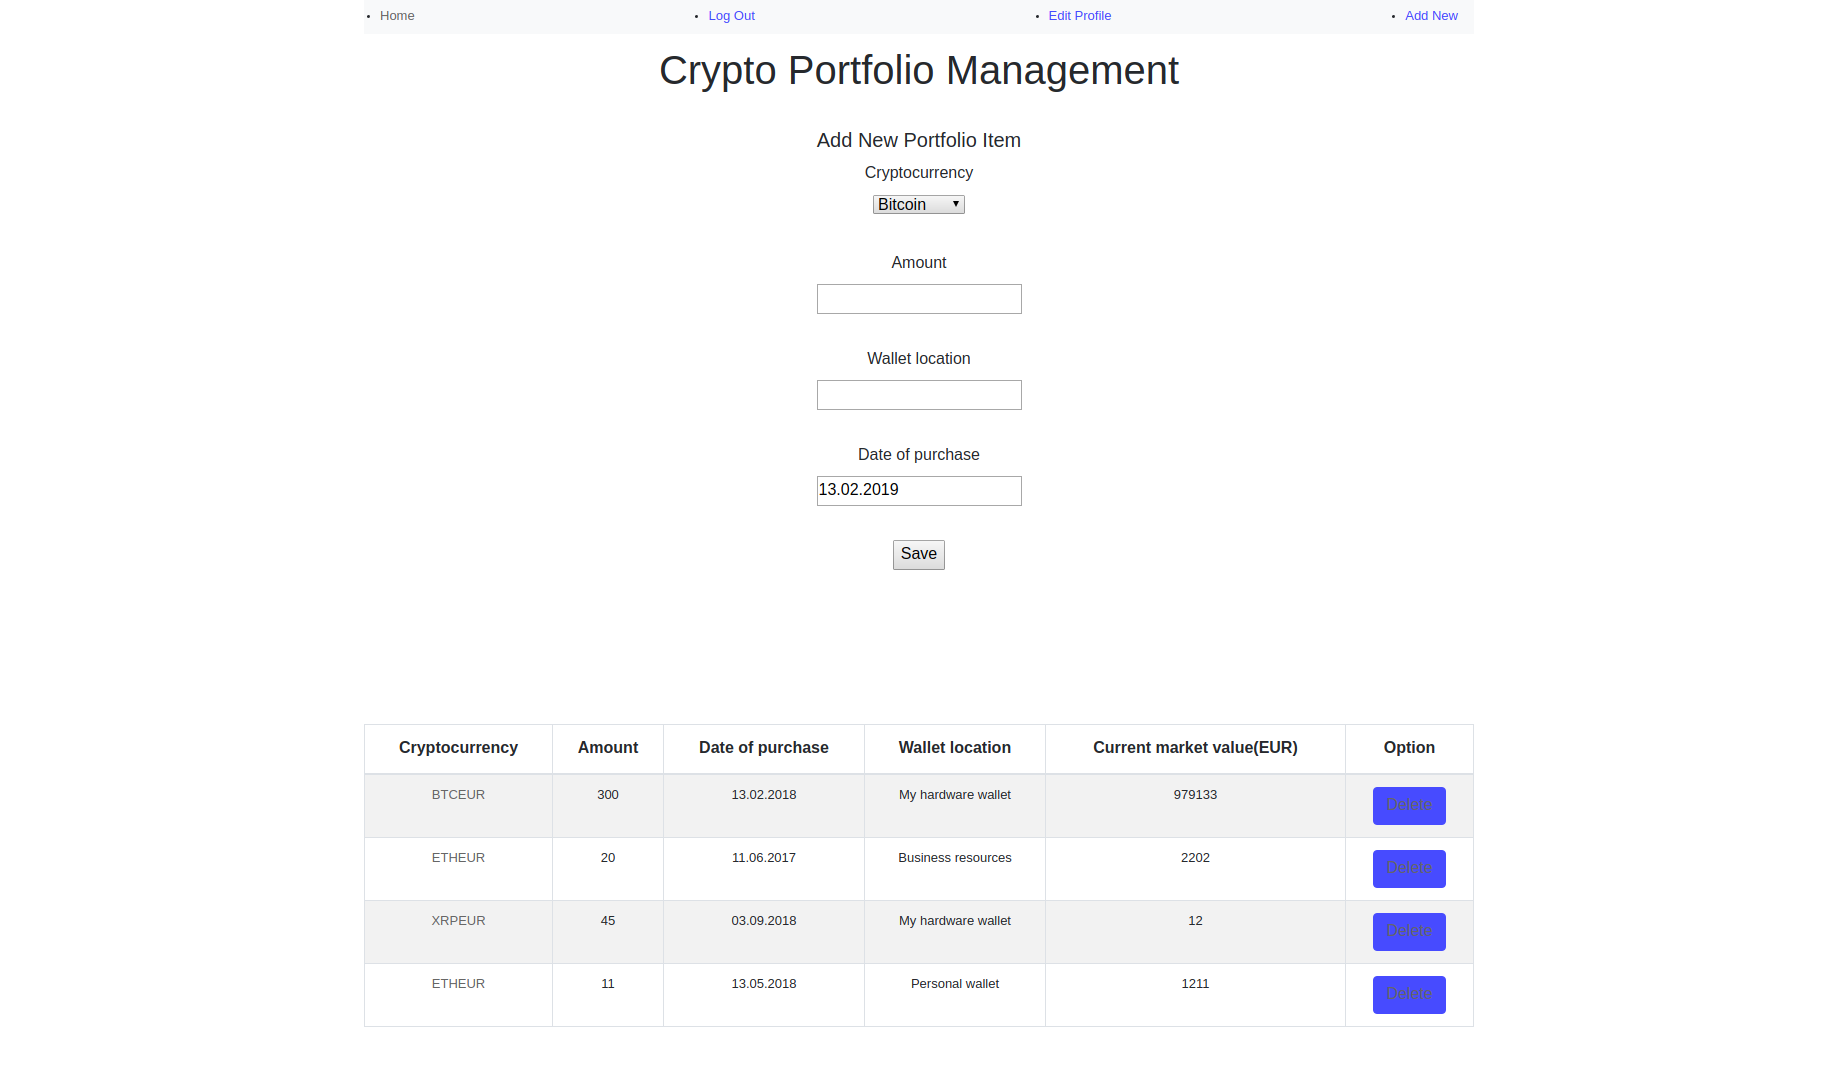 Home Log Out Edit Profile Add New
Crypto Portfolio Management
Add New Portfolio Item
Cryptocurrency
Bitcoin
Amount
Wallet location
Date of purchase
13.02.2019
Save
Cryptocurrency Amount Date of purchase Wallet location Current market value(EUR) Option
BTCEUR 300 13.02.2018 My hardware wallet 979133 Delete
ETHEUR 20 11.06.2017 Business resources 2202 Delete
XRPEUR 45 03.09.2018 My hardware wallet 12 Delete
ETHEUR 11 13.05.2018 Personal wallet 1211 Delete